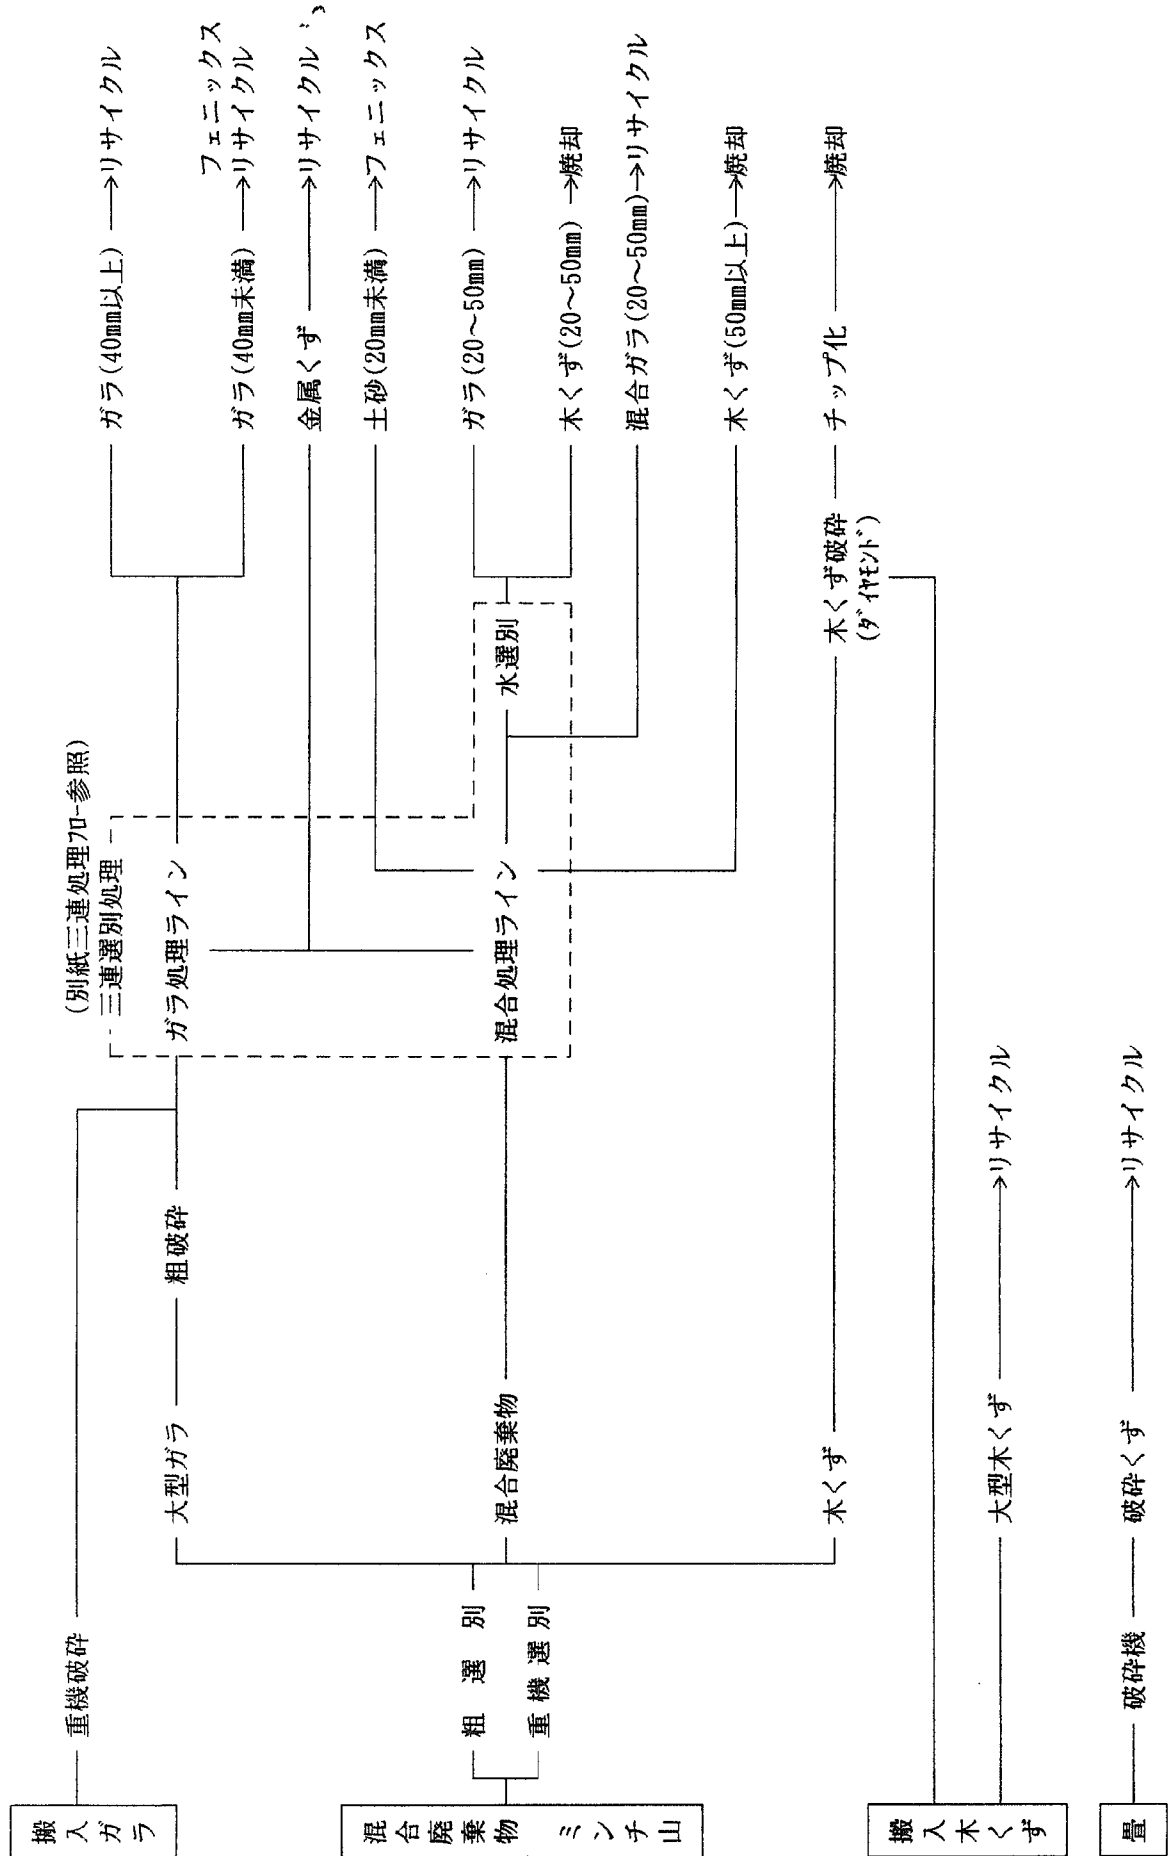 搬入ガラ
重機破砕
混合廃棄物
ミンチ山
粗選別
重機選別
大型ガラ
粗破砕
混合廃棄物
木くず
(別紙三連処理ﾌﾛｰ参照)
三連選別処理
ガラ処理ライン
混合処理ライン
水選別
ガラ(40mm以上)→リサイクル
フェニックス
ガラ(40mm未満)→リサイクル
金属くず→リサイクル
土砂(20mm未満)→フェニックス
ガラ(20～50mm)→リサイクル
木くず(20～50mm)→焼却
混合ガラ(20～50mm)→リサイクル
木くず(50mm以上)→焼却
木くず破砕
(ﾀﾞｲﾔﾓﾝﾄﾞ)
チップ化→焼却
搬入木くず
大型木くず→リサイクル
畳
破砕機
破砕くず→リサイクル